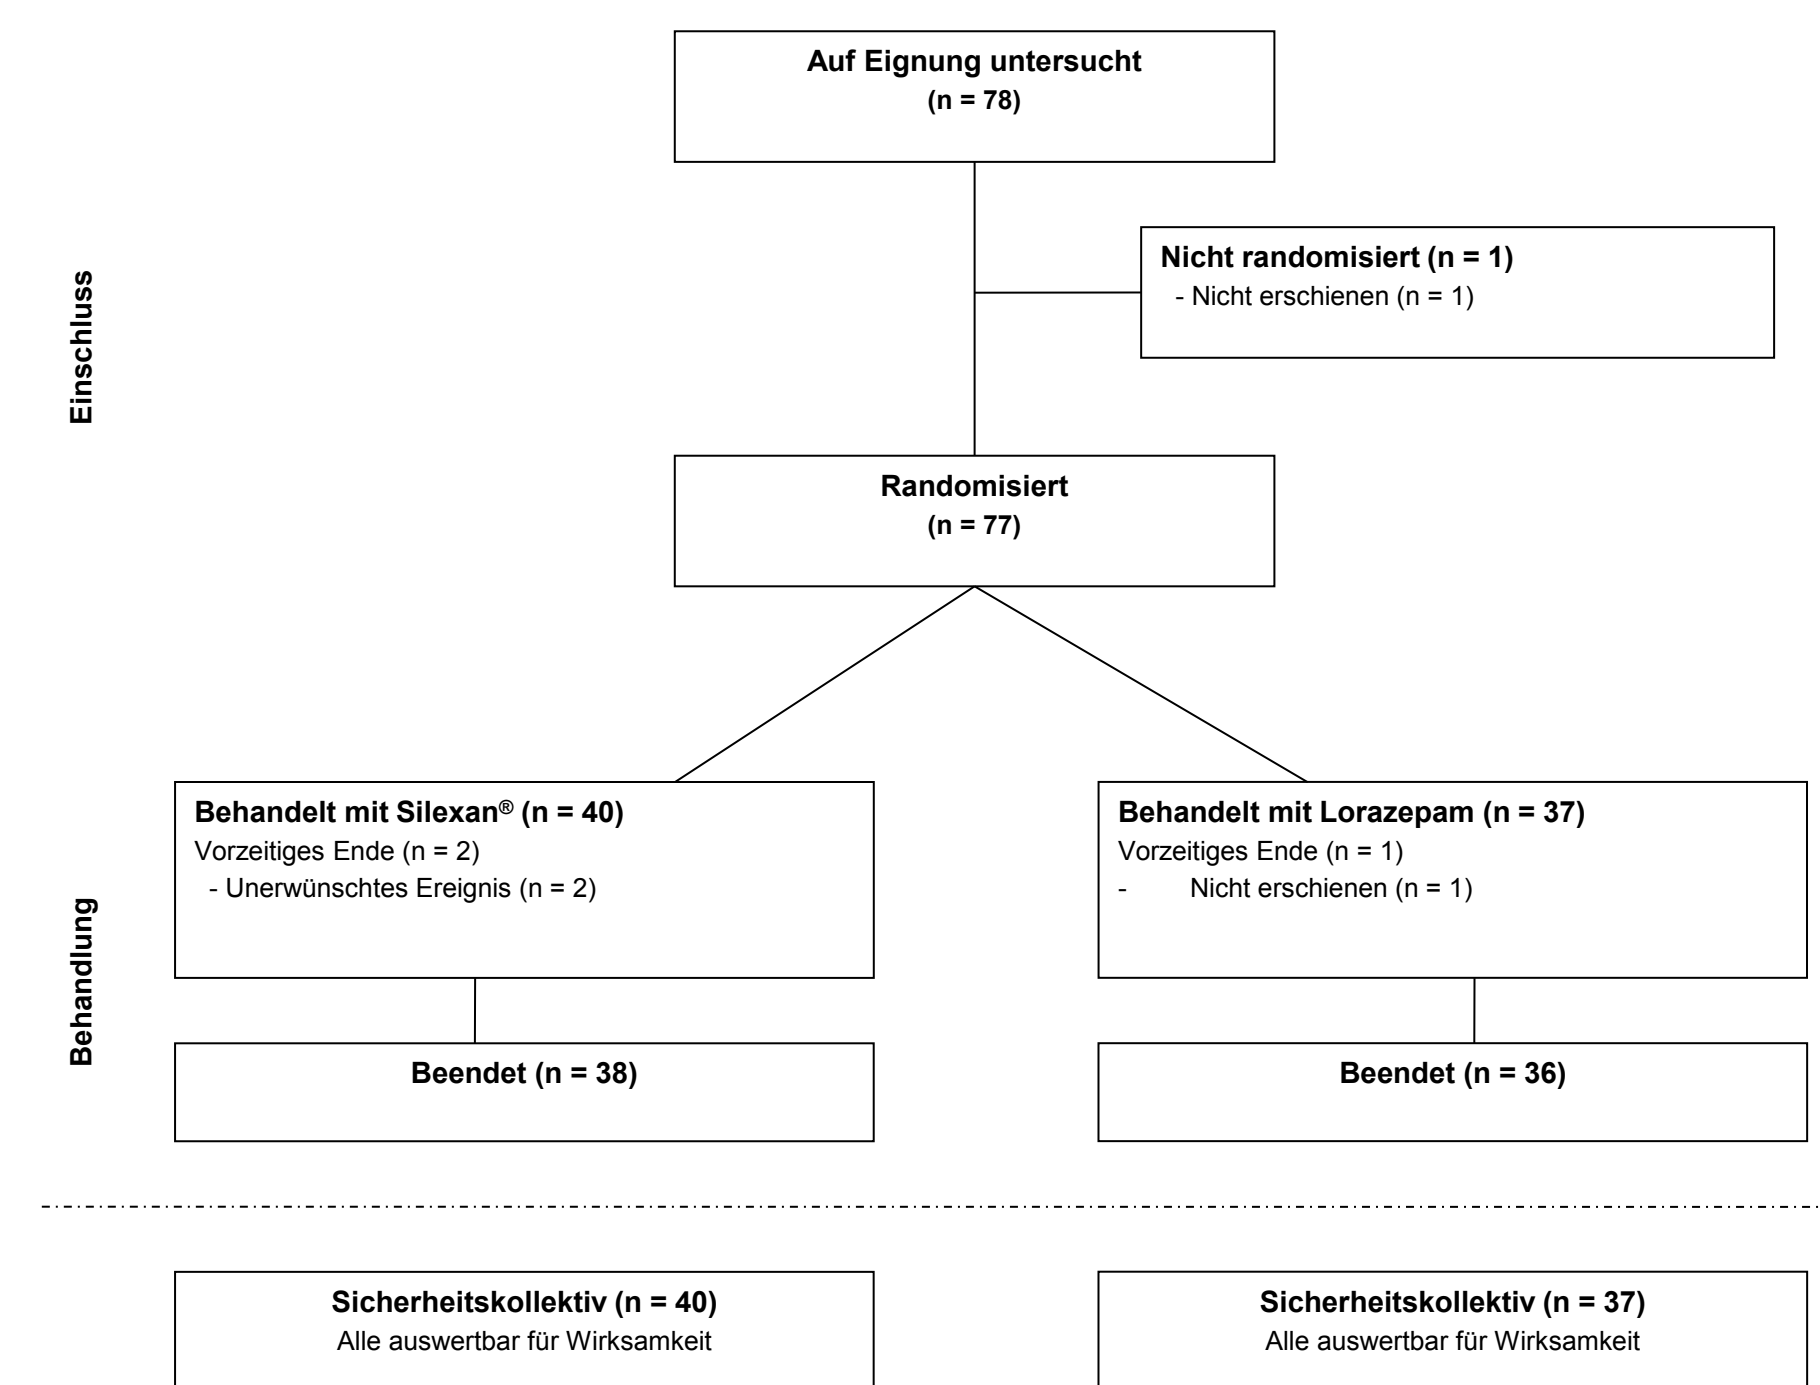 Auf Eignung untersucht
(n = 78)
Einschluss
Nicht randomisiert (n = 1)
- Nicht erschienen (n = 1)
Randomisiert
(n = 77)
Behandlung
Behandelt mit Silexan® (n = 40)
Vorzeitiges Ende (n = 2)
- Unerwünschtes Ereignis (n = 2)
Behandelt mit Lorazepam (n = 37)
Vorzeitiges Ende (n = 1)
- Nicht erschienen (n = 1)
Beendet (n = 38)
Beendet (n = 36)
Sicherheitskollektiv (n = 40)
Alle auswertbar für Wirksamkeit
Sicherheitskollektiv (n = 37)
Alle auswertbar für Wirksamkeit